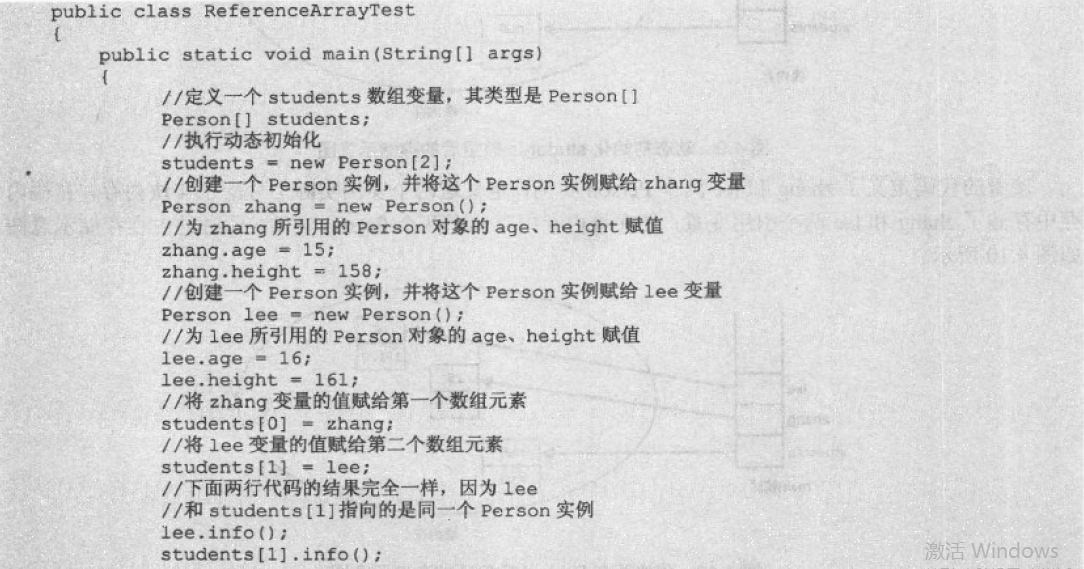 public class ReferenceArrayTest
{
public static void main(String[] args)
{
//定义一个 students 数组变量，其类型是 Person[]
Person[] students;
//执行动态初始化
students = new Person[2];
//创建一个 Person 实例，并将这个 Person 实例赋给 zhang 变量
Person zhang = new Person();
//为 zhang 所引用的 Person 对象的 age、height 赋值
zhang.age = 15;
zhang.height = 158;
//创建一个 Person 实例，并将这个 Person 实例赋给 lee 变量
Person lee = new Person();
//为 lee 所引用的 Person 对象的 age、height 赋值
lee.age = 16;
lee.height = 161;
//将 zhang 变量的值赋给第一个数组元素
students[0] = zhang;
//将 lee 变量的值赋给第二个数组元素
students[1] = lee;
//下面两行代码的结果完全一样，因为 lee
//和 students[1]指向的是同一个 Person 实例
lee.info();
students[1].info();
激活 Windows